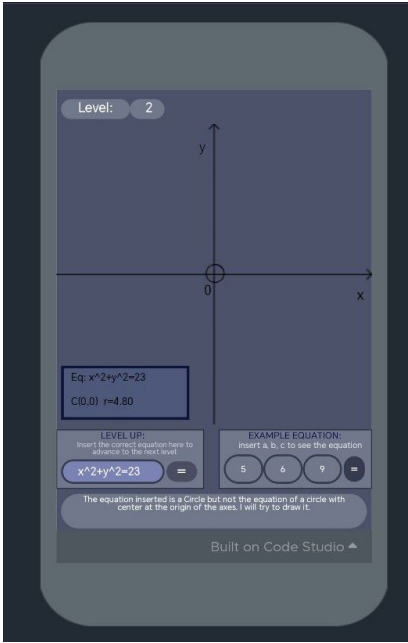 Level: 2
y
0
x
Eq: x^2+y^2=23
C(0,0) r=4.80
LEVEL UP:
Insert the correct equation here to
advance to the next level
x^2+y^2=23 =
EXAMPLE EQUATION:
insert a, b, c to see the equation
5 6 9 =
The equation inserted is a Circle but not the equation of a circle with
center at the origin of the axes. I will try to draw it.
Built on Code Studio